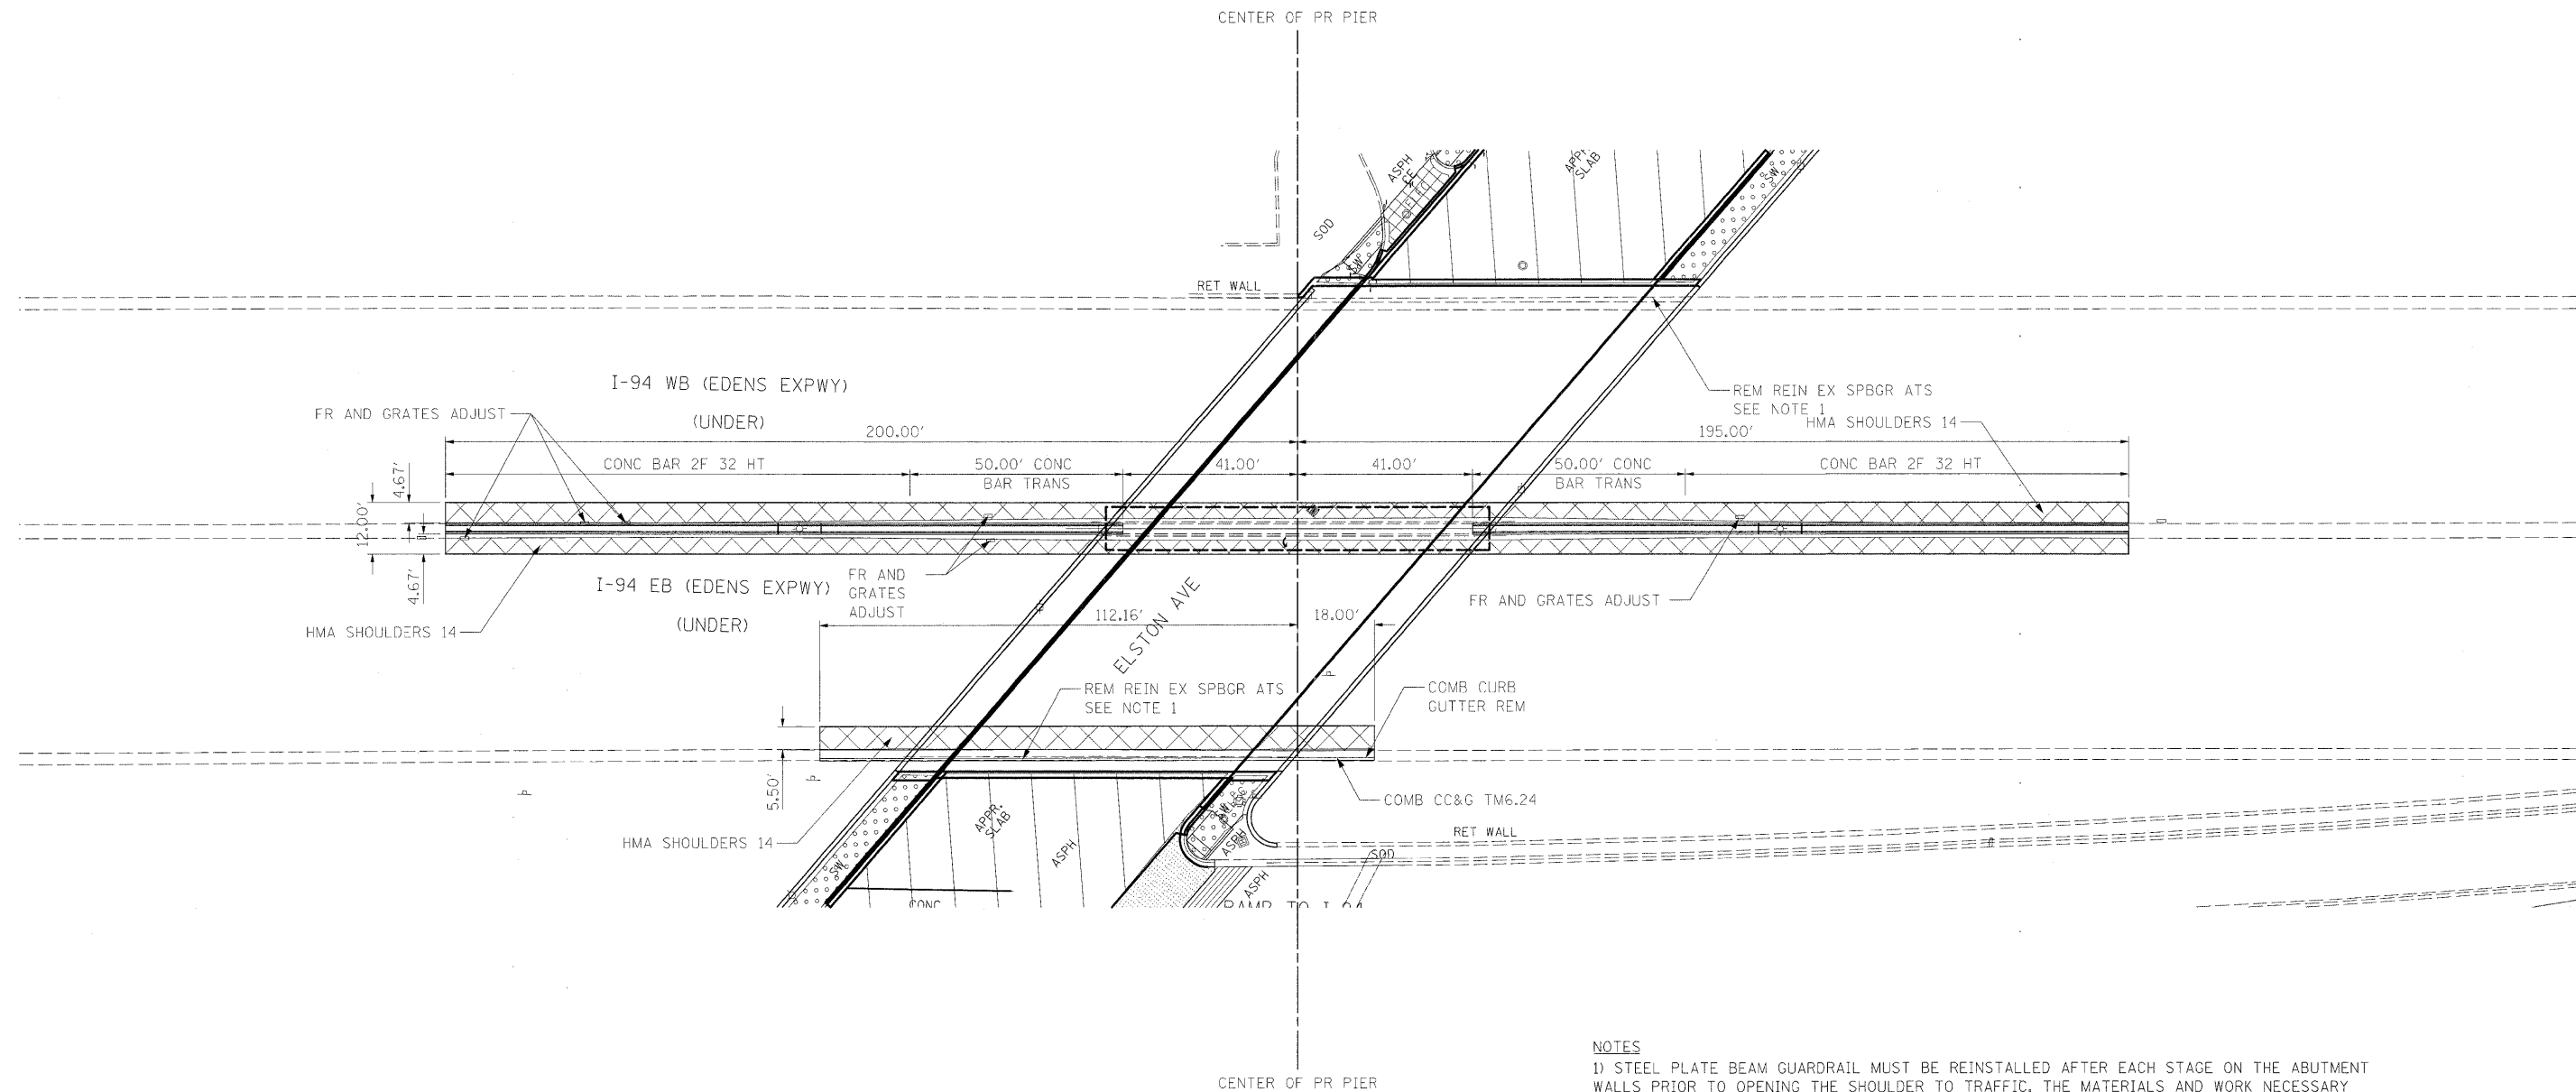 CENTER OF PR PIER
ASPH
APPR.
SLAB
SW
SOD
SW
RET WALL
I-94 WB (EDENS EXPWY)
(UNDER)
REM REIN EX SPBGR ATS
SEE NOTE 1
FR AND GRATES ADJUST
HMA SHOULDERS 14
200.00'
195.00'
CONC BAR 2F 32 HT
50.00' CONC
BAR TRANS
41.00'
41.00'
50.00' CONC
BAR TRANS
CONC BAR 2F 32 HT
4.67'
12.00'
4.67'
I-94 EB (EDENS EXPWY)
(UNDER)
FR AND
GRATES
ADJUST
FR AND GRATES ADJUST
HMA SHOULDERS 14
112.16'
18.00'
ELSTON AVE
REM REIN EX SPBGR ATS
SEE NOTE 1
COMB CURB
GUTTER REM
5.50'
COMB CC&G TM6.24
HMA SHOULDERS 14
APPR.
SLAB
ASPH
SW
SW
ASPH
RET WALL
SOD
ASPH
SW
CONC
RAMP TO I-94
CENTER OF PR PIER
NOTES
1) STEEL PLATE BEAM GUARDRAIL MUST BE REINSTALLED AFTER EACH STAGE ON THE ABUTMENT
WALLS PRIOR TO OPENING THE SHOULDER TO TRAFFIC. THE MATERIALS AND WORK NECESSARY